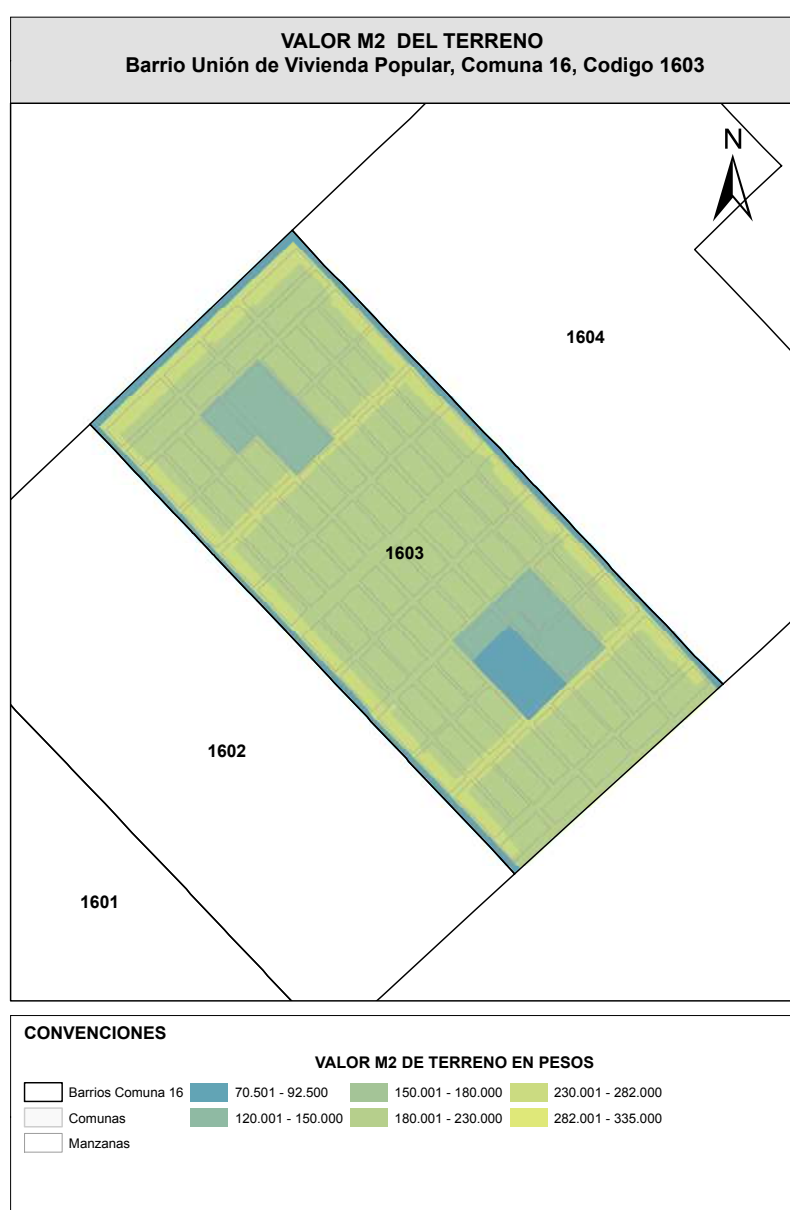 VALOR M2 DEL TERRENO
Barrio Unión de Vivienda Popular, Comuna 16, Codigo 1603
N
1604
1603
1602
1601
CONVENCIONES
VALOR M2 DE TERRENO EN PESOS
Barrios Comuna 16
70.501 - 92.500
150.001 - 180.000
230.001 - 282.000
Comunas
120.001 - 150.000
180.001 - 230.000
282.001 - 335.000
Manzanas